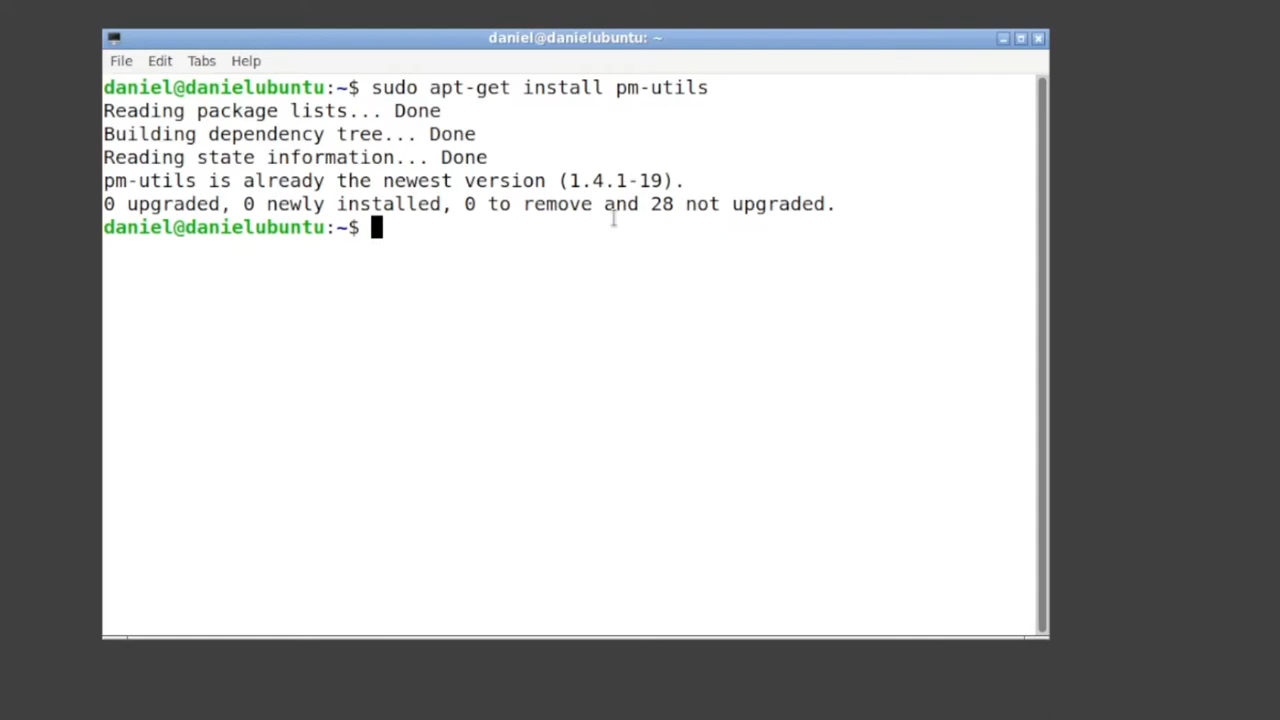 daniel@danielubuntu: ~
File Edit Tabs Help
daniel@danielubuntu:~$ sudo apt-get install pm-utils
Reading package lists... Done
Building dependency tree... Done
Reading state information... Done
pm-utils is already the newest version (1.4.1-19).
0 upgraded, 0 newly installed, 0 to remove and 28 not upgraded.
daniel@danielubuntu:~$